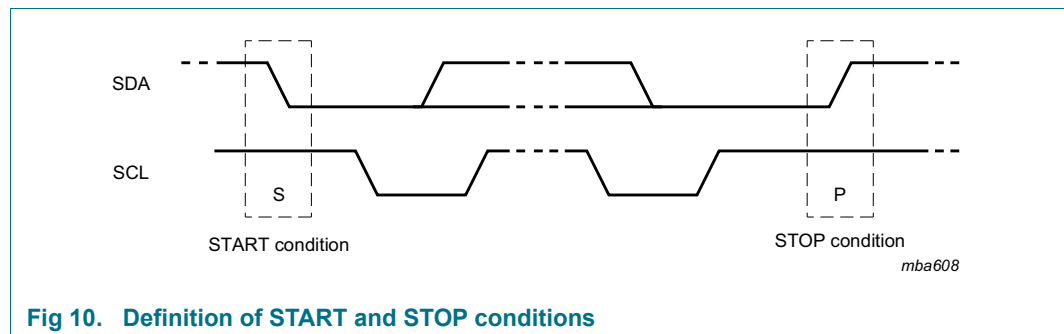 SDA
SCL
S
P
START condition
STOP condition
mba608
Fig 10. Definition of START and STOP conditions